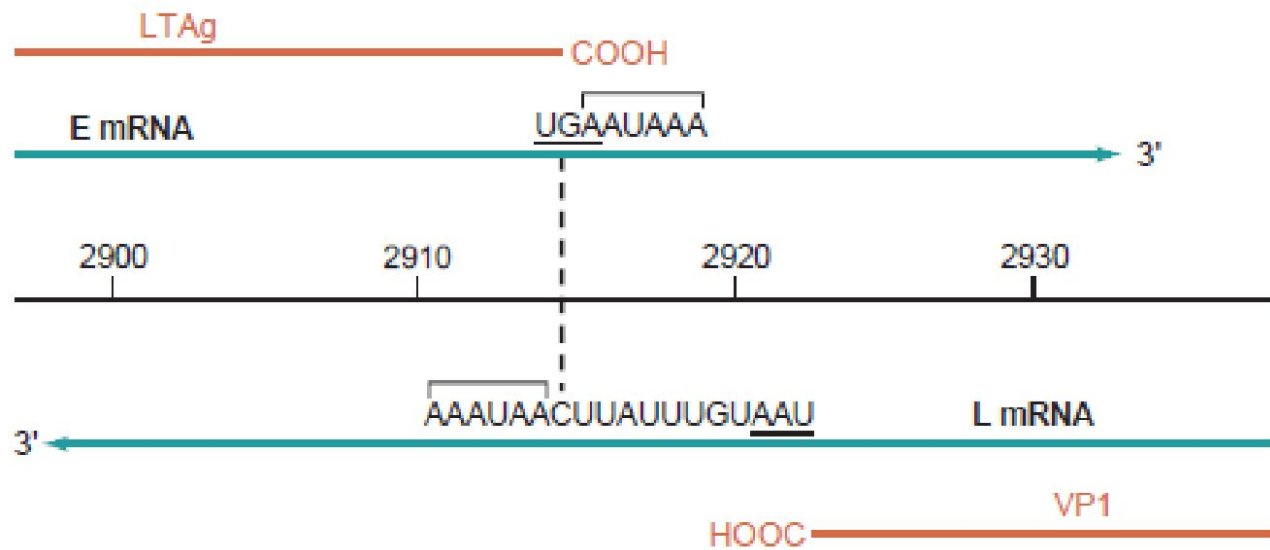 LTAg
COOH
UGAAUAAA
E mRNA
3'
2900 2910 2920 2930
AAAUAACUUAUUUGUAAU
L mRNA
3'
VP1
HOOC